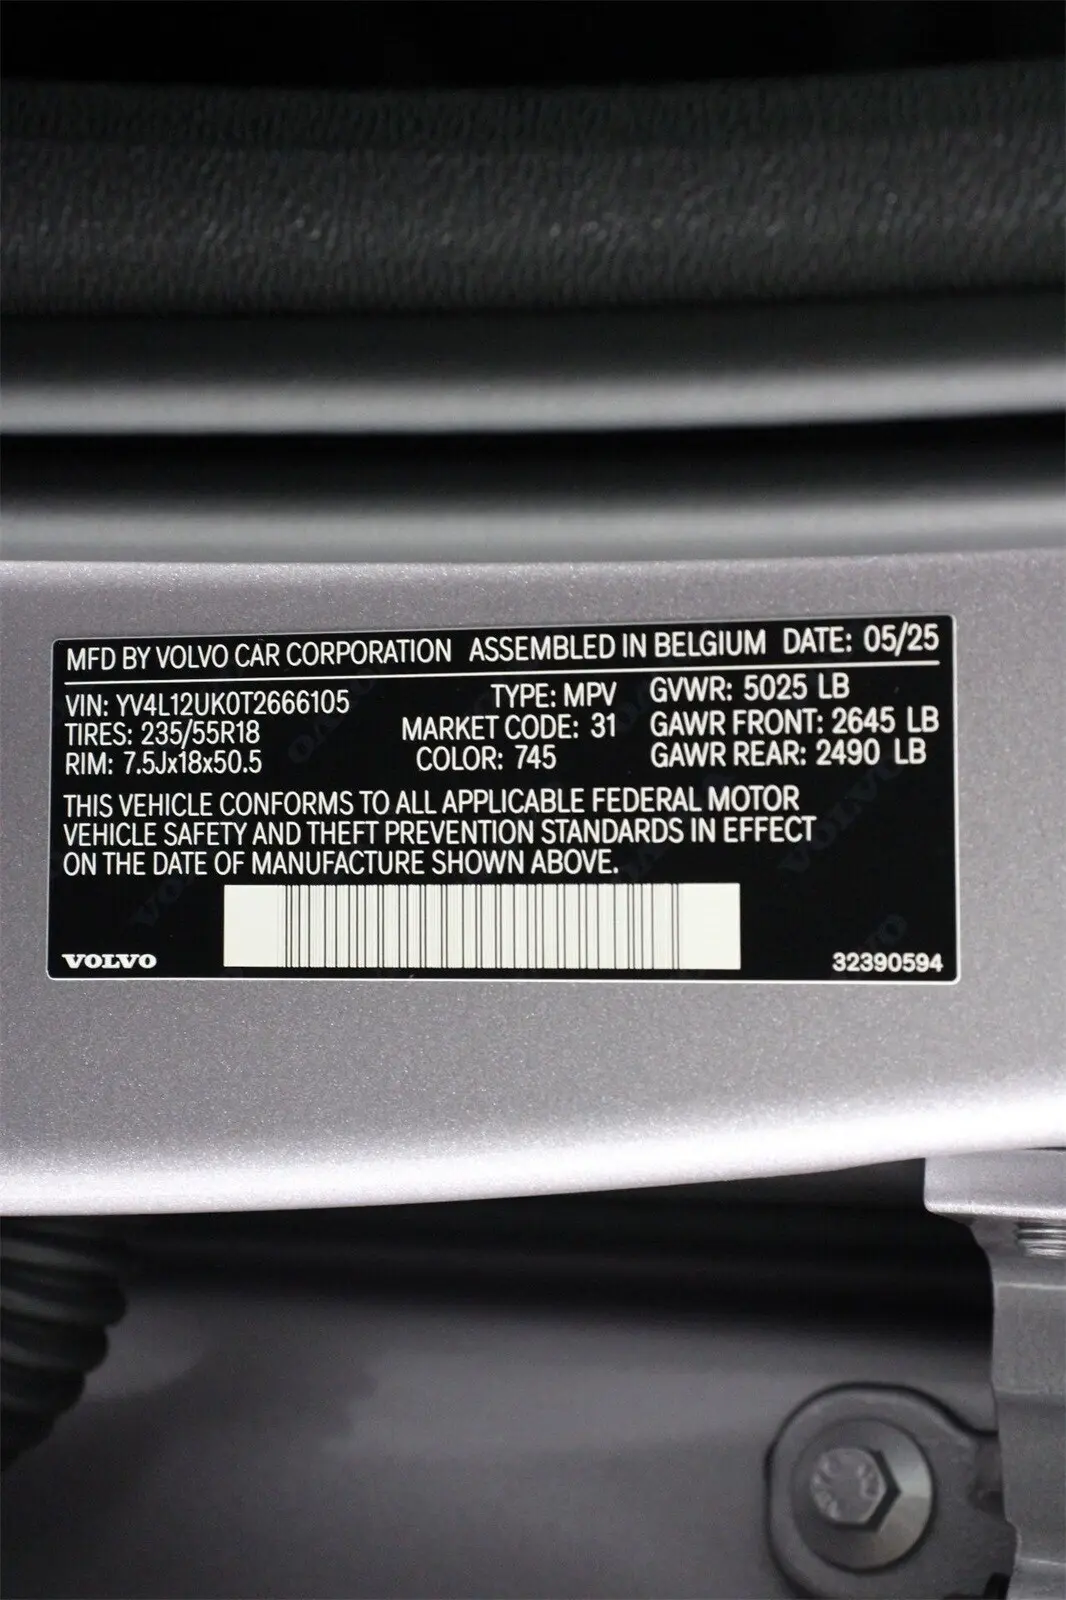 MFD BY VOLVO CAR CORPORATION ASSEMBLED IN BELGIUM DATE: 05/25
VIN: YV4L12UK0T2666105 TYPE: MPV GVWR: 5025 LB
TIRES: 235/55R18 MARKET CODE: 31 GAWR FRONT: 2645 LB
RIM: 7.5Jx18x50.5 COLOR: 745 GAWR REAR: 2490 LB
THIS VEHICLE CONFORMS TO ALL APPLICABLE FEDERAL MOTOR
VEHICLE SAFETY AND THEFT PREVENTION STANDARDS IN EFFECT
ON THE DATE OF MANUFACTURE SHOWN ABOVE.
VOLVO 32390594